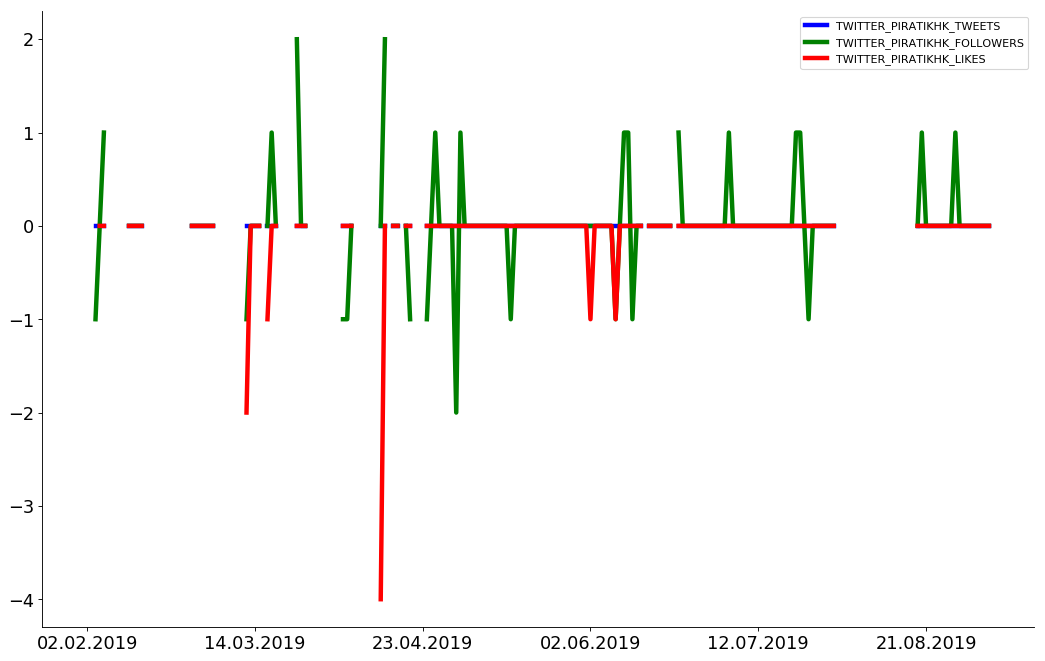 TWITTER_PIRATIKHK_TWEETS
TWITTER_PIRATIKHK_FOLLOWERS
TWITTER_PIRATIKHK_LIKES
2
1
0
−1
−2
−3
−4
02.02.2019 14.03.2019 23.04.2019 02.06.2019 12.07.2019 21.08.2019